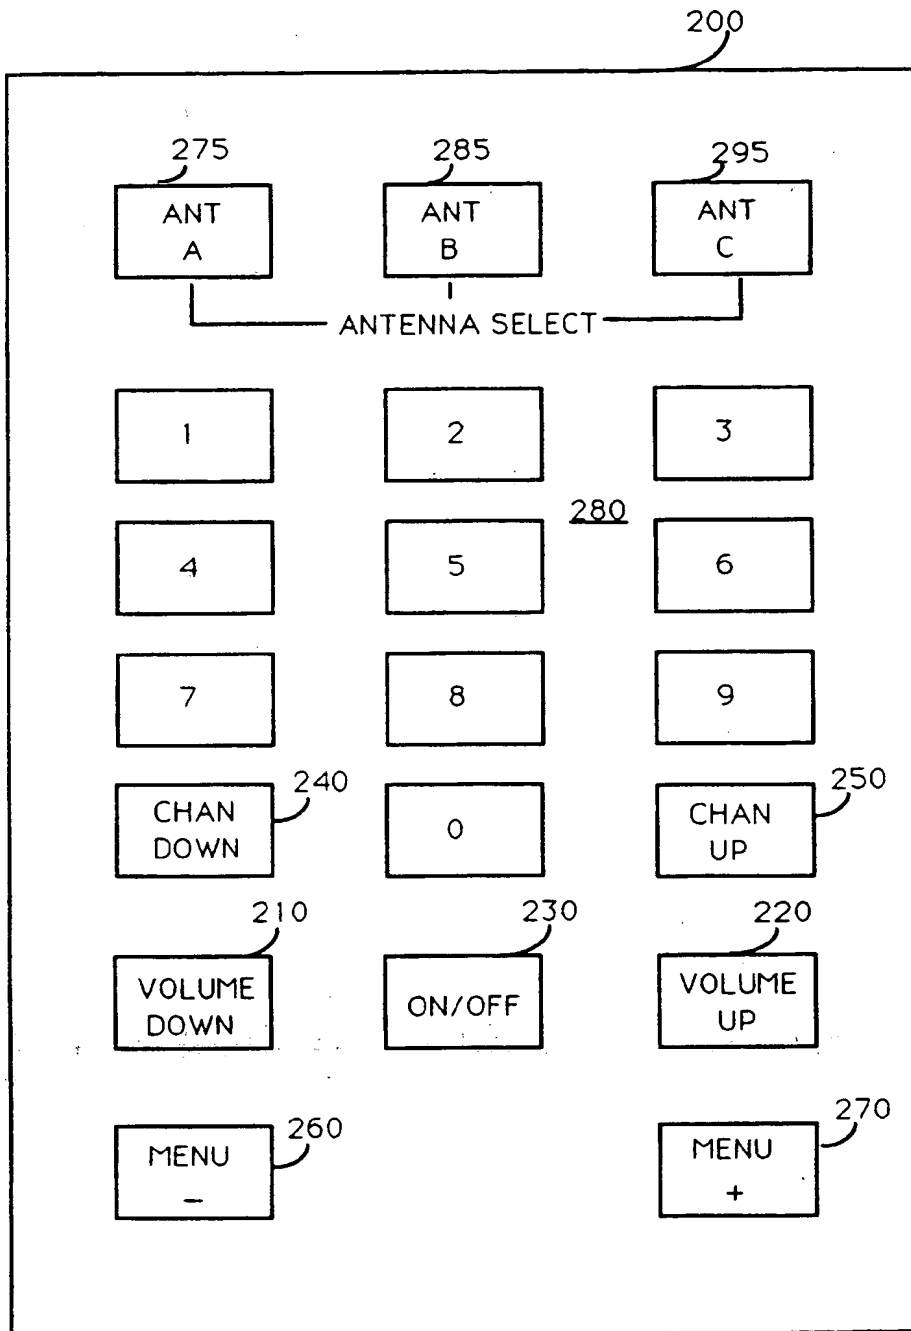 200
275 285 295
ANT A
ANT B
ANT C
ANTENNA SELECT
1 2 3
280
4 5 6
7 8 9
240 250
CHAN DOWN
0
CHAN UP
210 230 220
VOLUME DOWN
ON/OFF
VOLUME UP
260 270
MENU –
MENU +